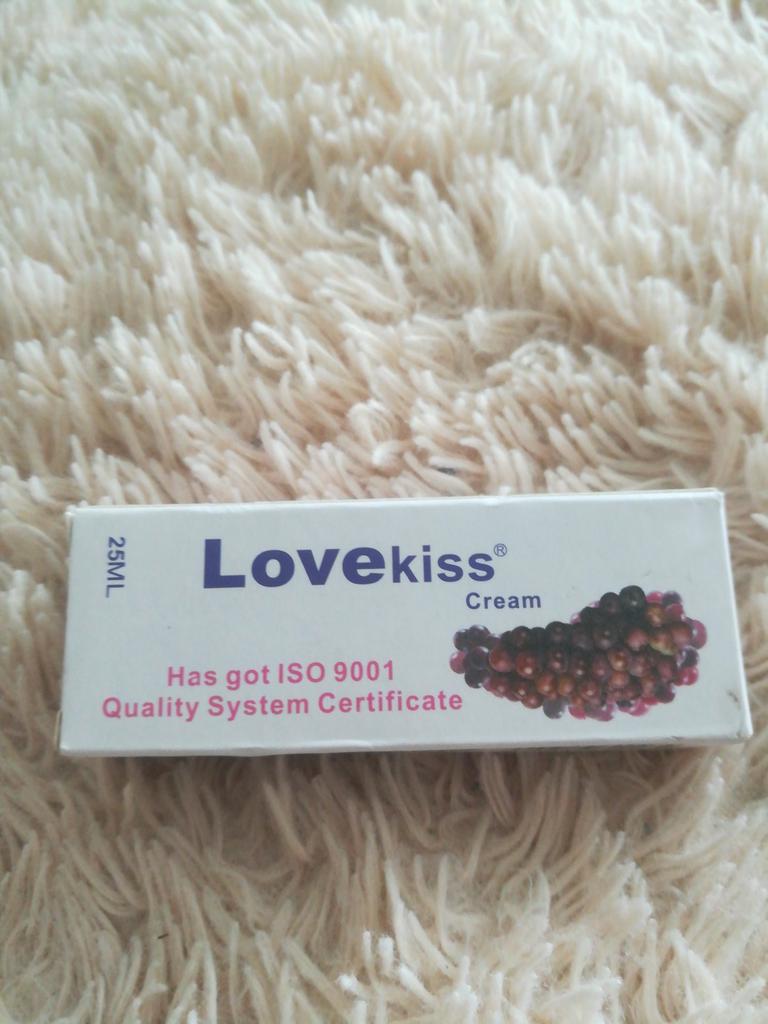 25ML
Lovekiss®
Cream
Has got ISO 9001
Quality System Certificate